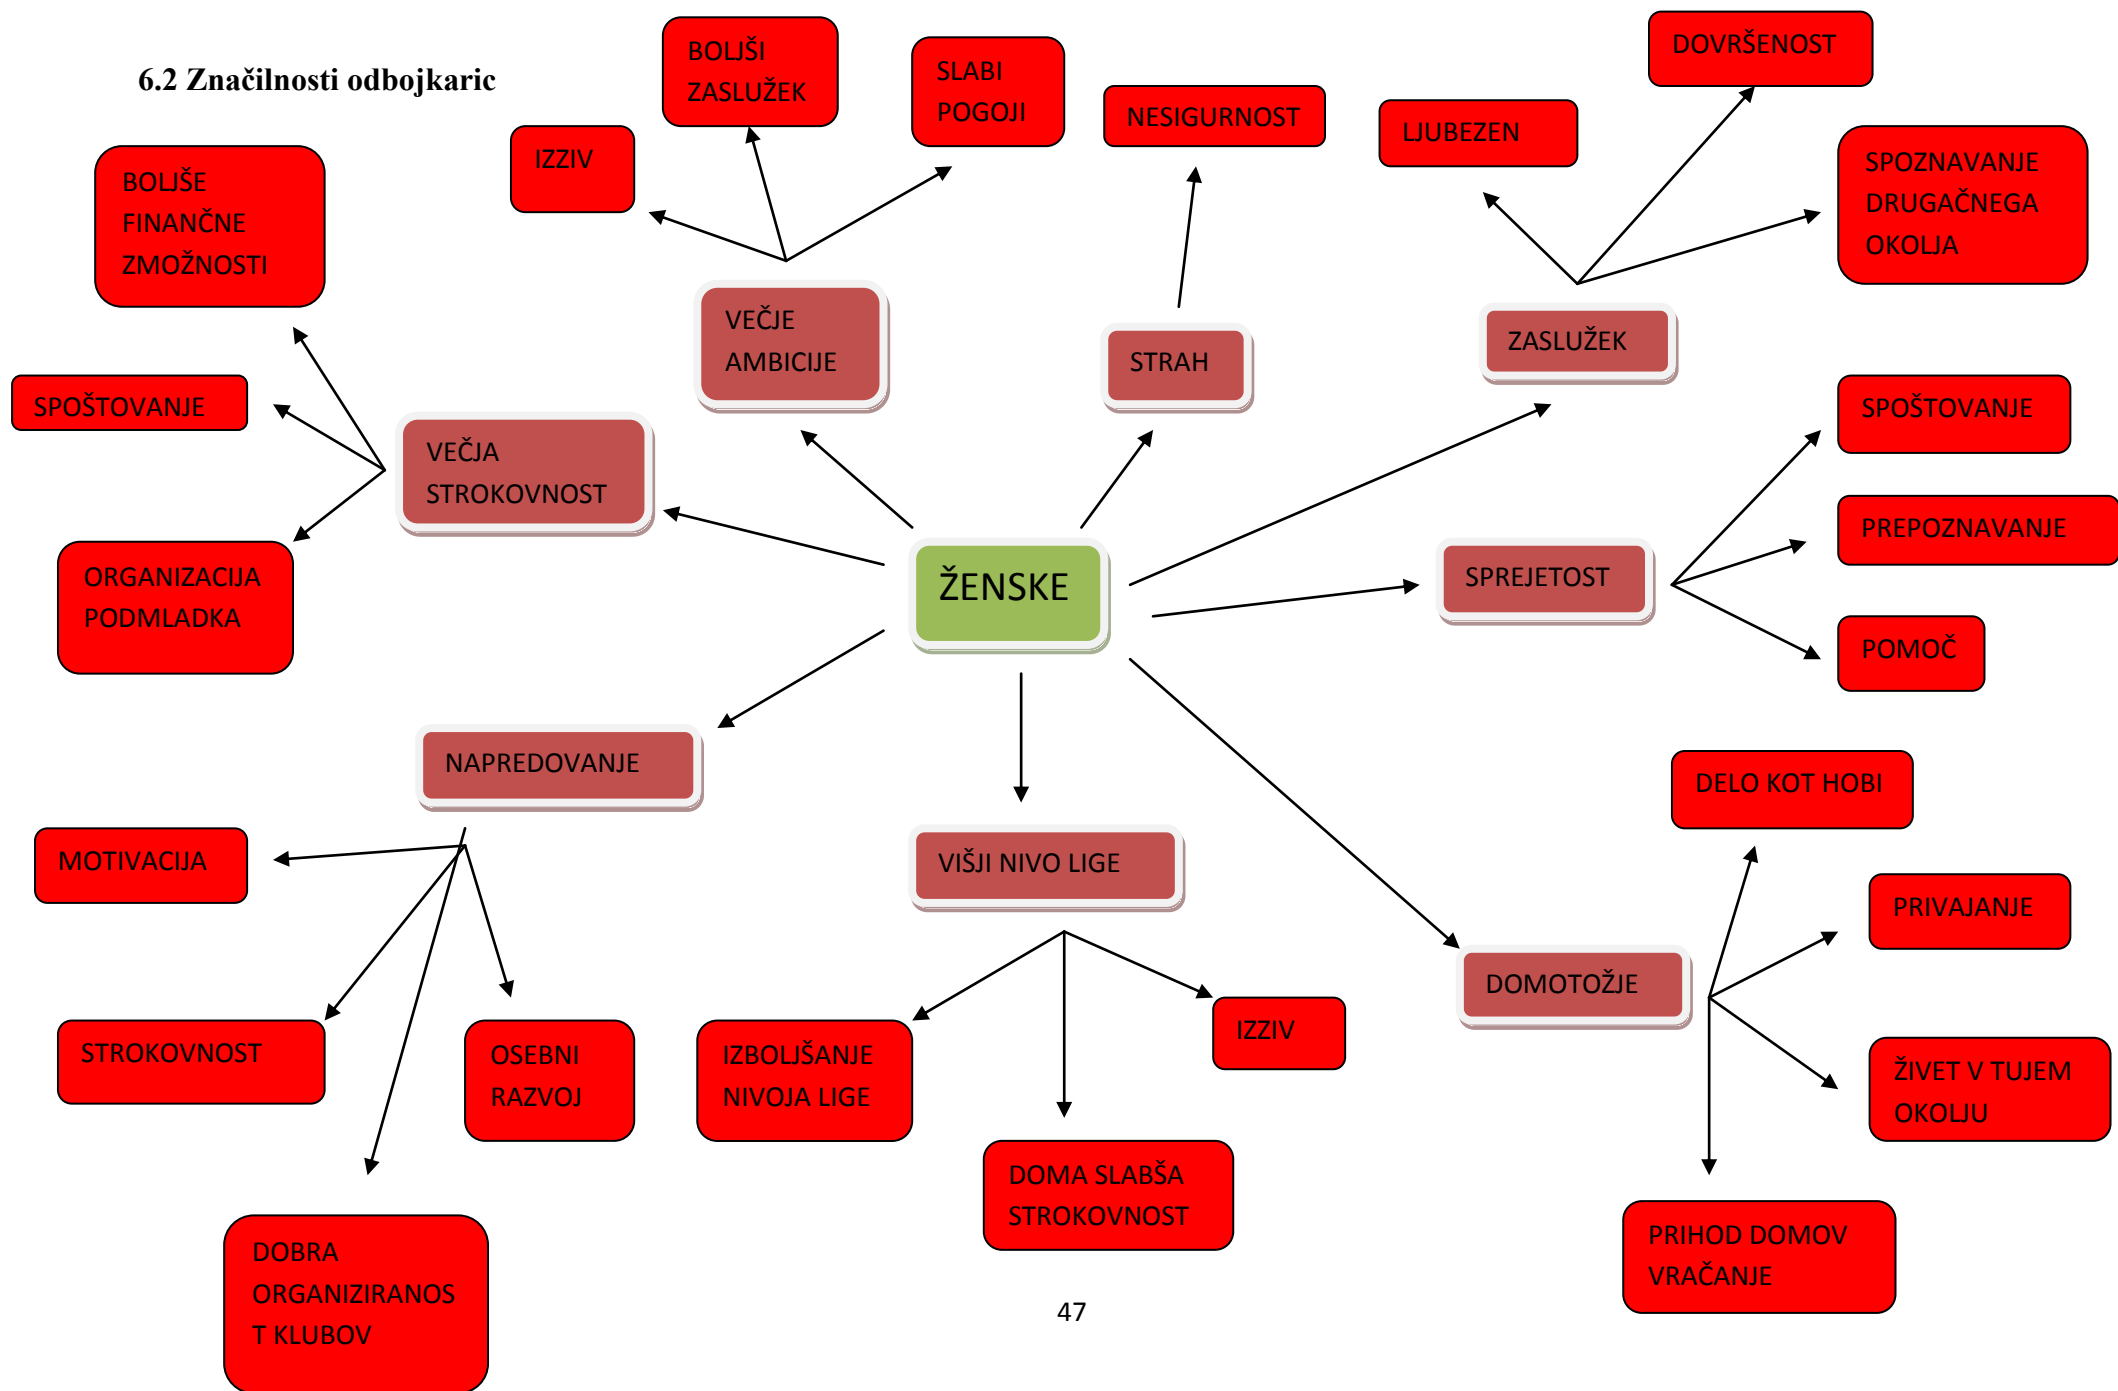 6.2 Značilnosti odbojkaric
BOLJŠI
ZASLUŽEK
SLABI
POGOJI
DOVRŠENOST
IZZIV
NESIGURNOST
LJUBEZEN
BOLJŠE
FINANČNE
ZMOŽNOSTI
SPOZNAVANJE
DRUGAČNEGA
OKOLJA
VEČJE
AMBICIJE
STRAH
ZASLUŽEK
SPOŠTOVANJE
SPOŠTOVANJE
VEČJA
STROKOVNOST
PREPOZNAVANJE
ORGANIZACIJA
PODMLADKA
ŽENSKE
SPREJETOST
POMOČ
NAPREDOVANJE
DELO KOT HOBI
MOTIVACIJA
VIŠJI NIVO LIGE
PRIVAJANJE
DOMOTOŽJE
STROKOVNOST
OSEBNI
RAZVOJ
IZBOLJŠANJE
NIVOJA LIGE
IZZIV
ŽIVET V TUJEM
OKOLJU
DOMA SLABŠA
STROKOVNOST
DOBRA
ORGANIZIRANOS
T KLUBOV
PRIHOD DOMOV
VRAČANJE
47